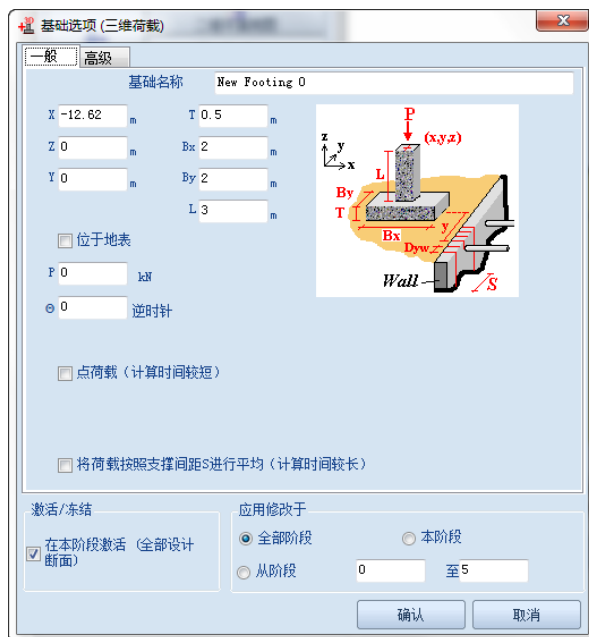 基础选项 (三维荷载)
一般 高级
基础名称 New Footing 0
X -12.62 m T 0.5 m
Z 0 m Bx 2 m
Y 0 m By 2 m
L 3 m
位于地表
P 0 kN
Θ 0 逆时针
P
(x,y,z)
z
y
x
L
By
T
Bx
y
Dyw
Wall
S
点荷载（计算时间较短）
将荷载按照支撑间距S进行平均（计算时间较长）
激活/冻结
在本阶段激活 （全部设计
断面）
应用修改于
全部阶段 本阶段
从阶段 0 至 5
确认 取消